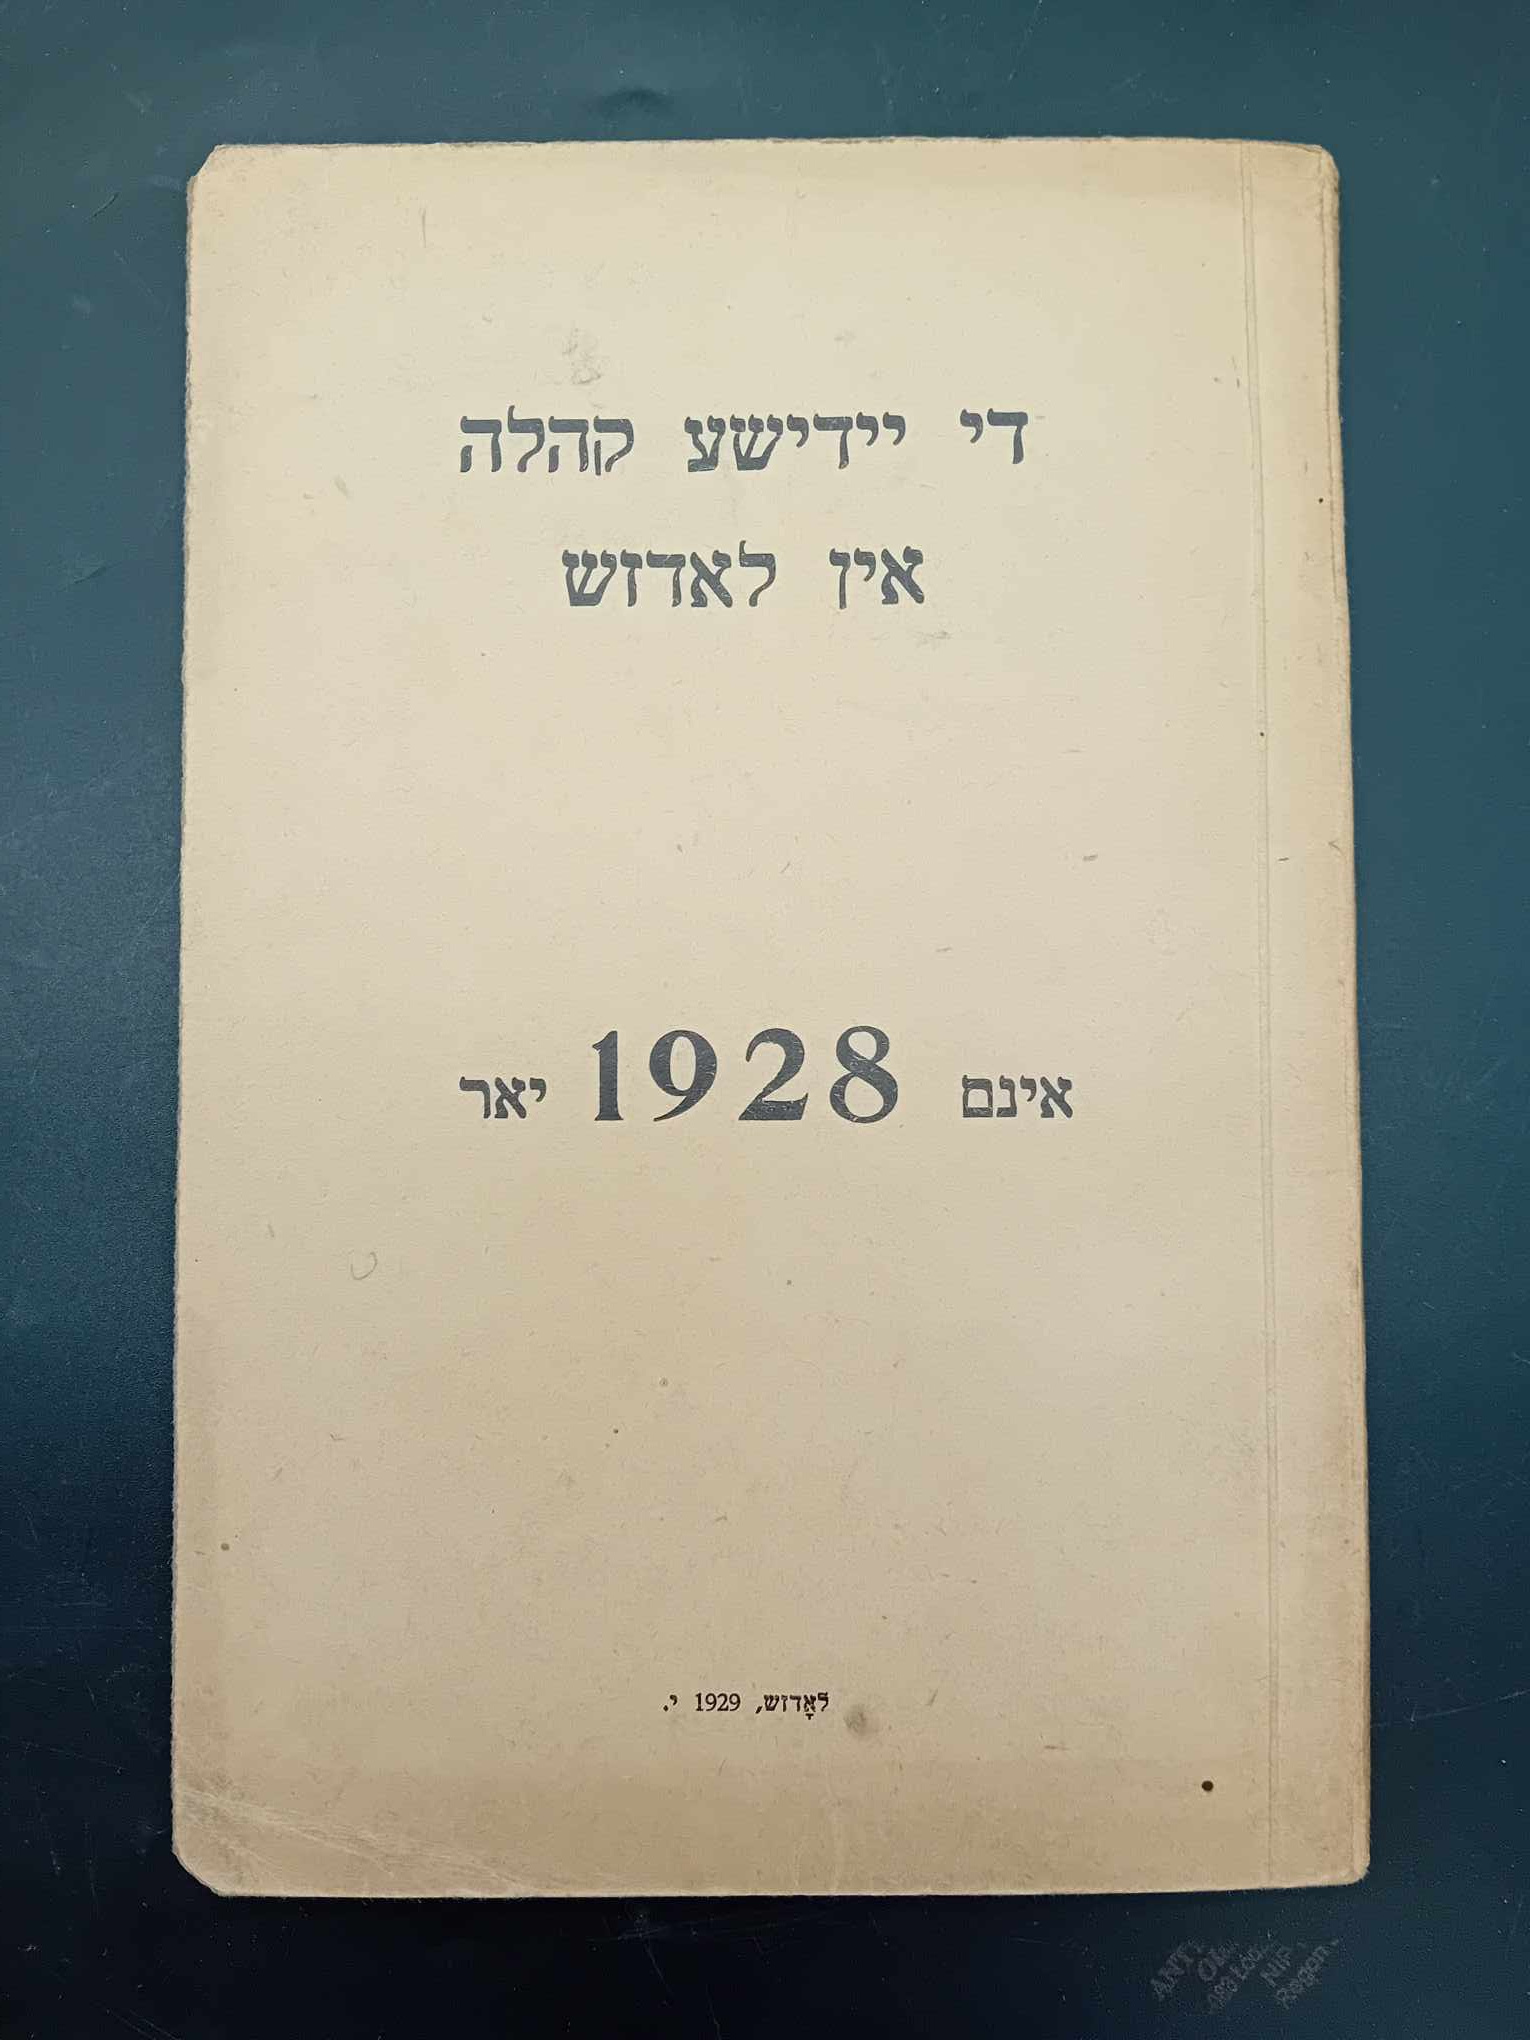 די יידישע קהלה
אין לאדזש
אינם 1928 יאר
לאָדזש, 1929 י.